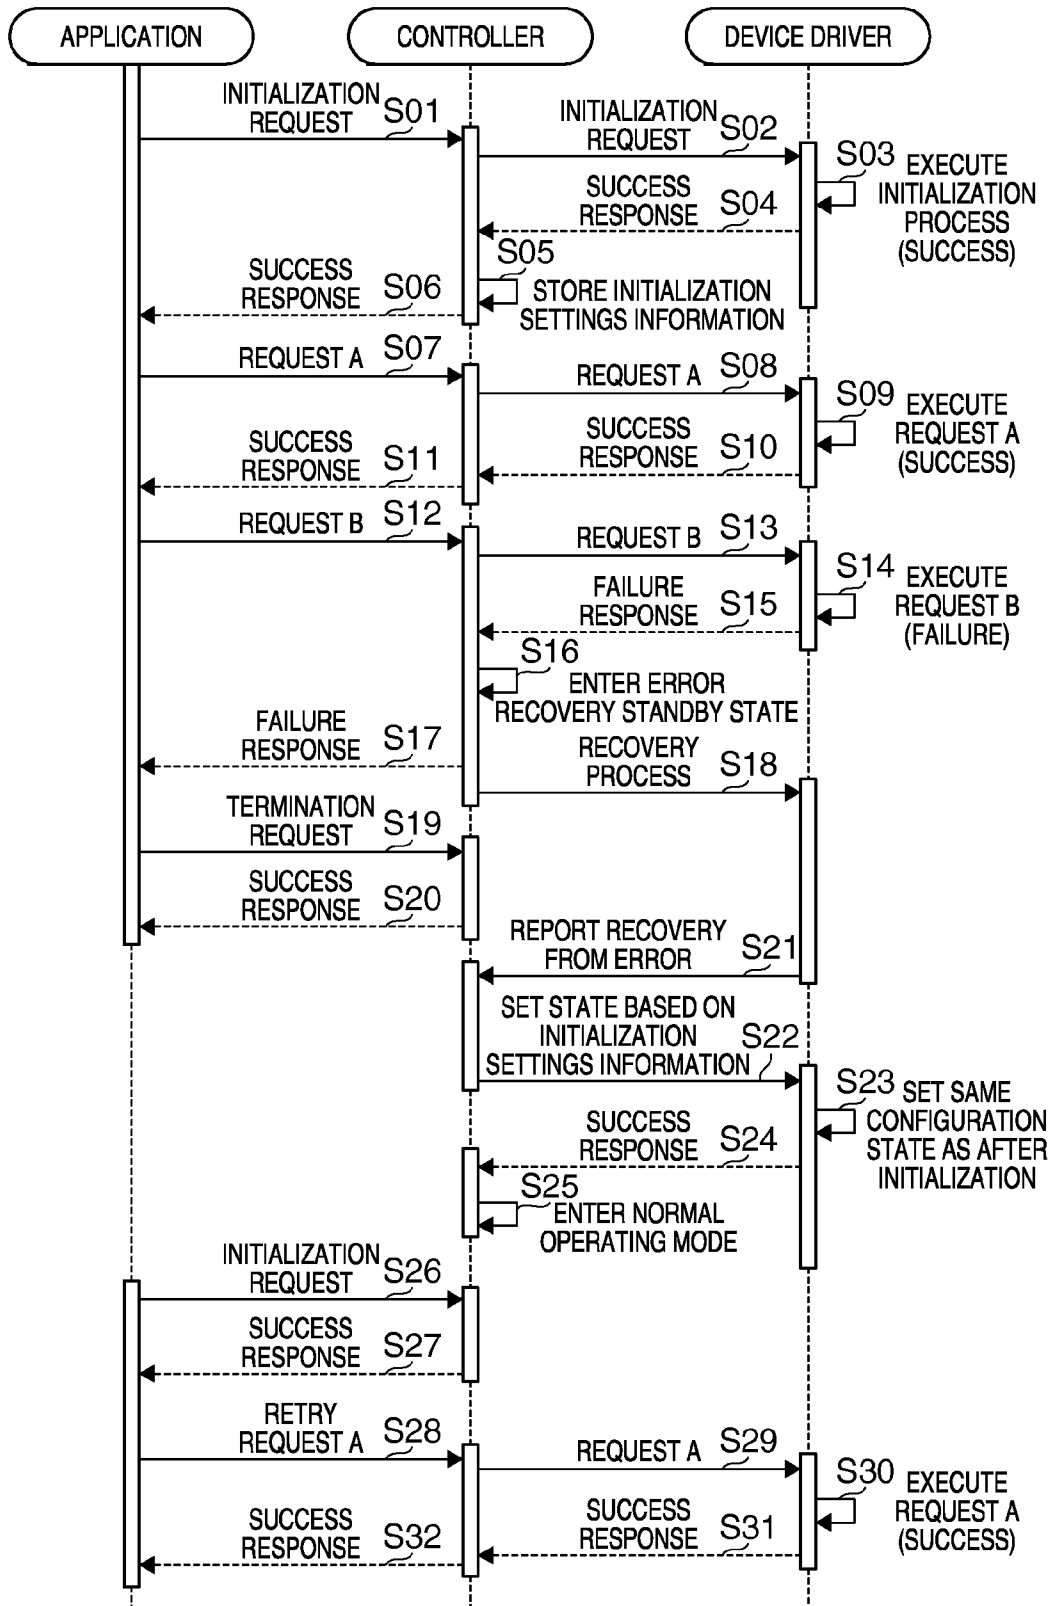 APPLICATION
CONTROLLER
DEVICE DRIVER
INITIALIZATION
REQUEST
S01
INITIALIZATION
REQUEST
S02
S03
EXECUTE
INITIALIZATION
PROCESS
(SUCCESS)
SUCCESS
RESPONSE
S04
S05
STORE INITIALIZATION
SETTINGS INFORMATION
SUCCESS
RESPONSE
S06
REQUEST A
S07
REQUEST A
S08
S09
EXECUTE
REQUEST A
(SUCCESS)
SUCCESS
RESPONSE
S10
SUCCESS
RESPONSE
S11
REQUEST B
S12
REQUEST B
S13
S14
EXECUTE
REQUEST B
(FAILURE)
FAILURE
RESPONSE
S15
S16
ENTER ERROR
RECOVERY STANDBY STATE
FAILURE
RESPONSE
S17
RECOVERY
PROCESS
S18
TERMINATION
REQUEST
S19
SUCCESS
RESPONSE
S20
REPORT RECOVERY
FROM ERROR
S21
SET STATE BASED ON
INITIALIZATION
SETTINGS INFORMATION
S22
S23
SET SAME
CONFIGURATION
STATE AS AFTER
INITIALIZATION
SUCCESS
RESPONSE
S24
S25
ENTER NORMAL
OPERATING MODE
INITIALIZATION
REQUEST
S26
SUCCESS
RESPONSE
S27
RETRY
REQUEST A
S28
REQUEST A
S29
S30
EXECUTE
REQUEST A
(SUCCESS)
SUCCESS
RESPONSE
S31
SUCCESS
RESPONSE
S32